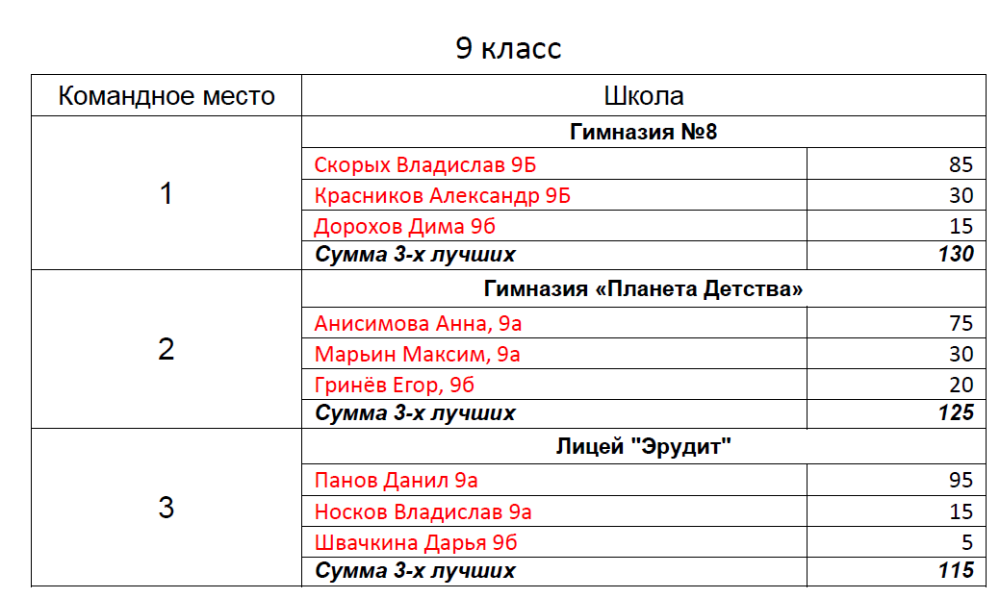 9 класс
Командное место Школа
1
Гимназия №8
Скорых Владислав 9Б 85
Красников Александр 9Б 30
Дорохов Дима 9б 15
Сумма 3-х лучших 130
2
Гимназия «Планета Детства»
Анисимова Анна, 9а 75
Марьин Максим, 9а 30
Гринёв Егор, 9б 20
Сумма 3-х лучших 125
3
Лицей "Эрудит"
Панов Данил 9а 95
Носков Владислав 9а 15
Швачкина Дарья 9б 5
Сумма 3-х лучших 115